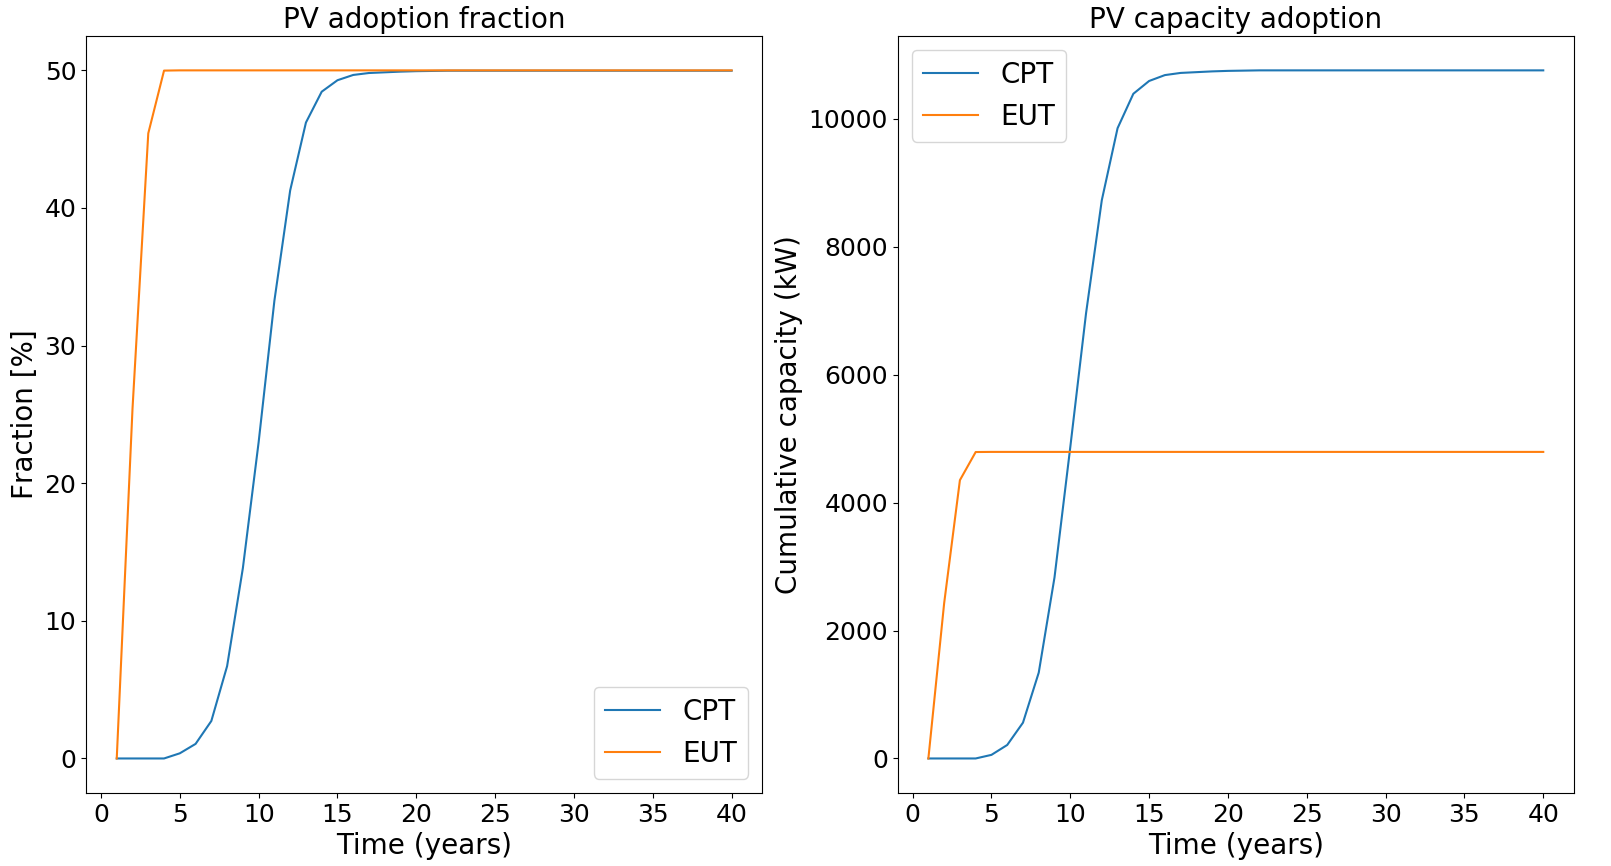 PV adoption fraction
Fraction [%]
50
40
30
20
10
0
0 5 10 15 20 25 30 35 40
Time (years)
CPT
EUT
PV capacity adoption
Cumulative capacity (kW)
10000
8000
6000
4000
2000
0
0 5 10 15 20 25 30 35 40
Time (years)
CPT
EUT